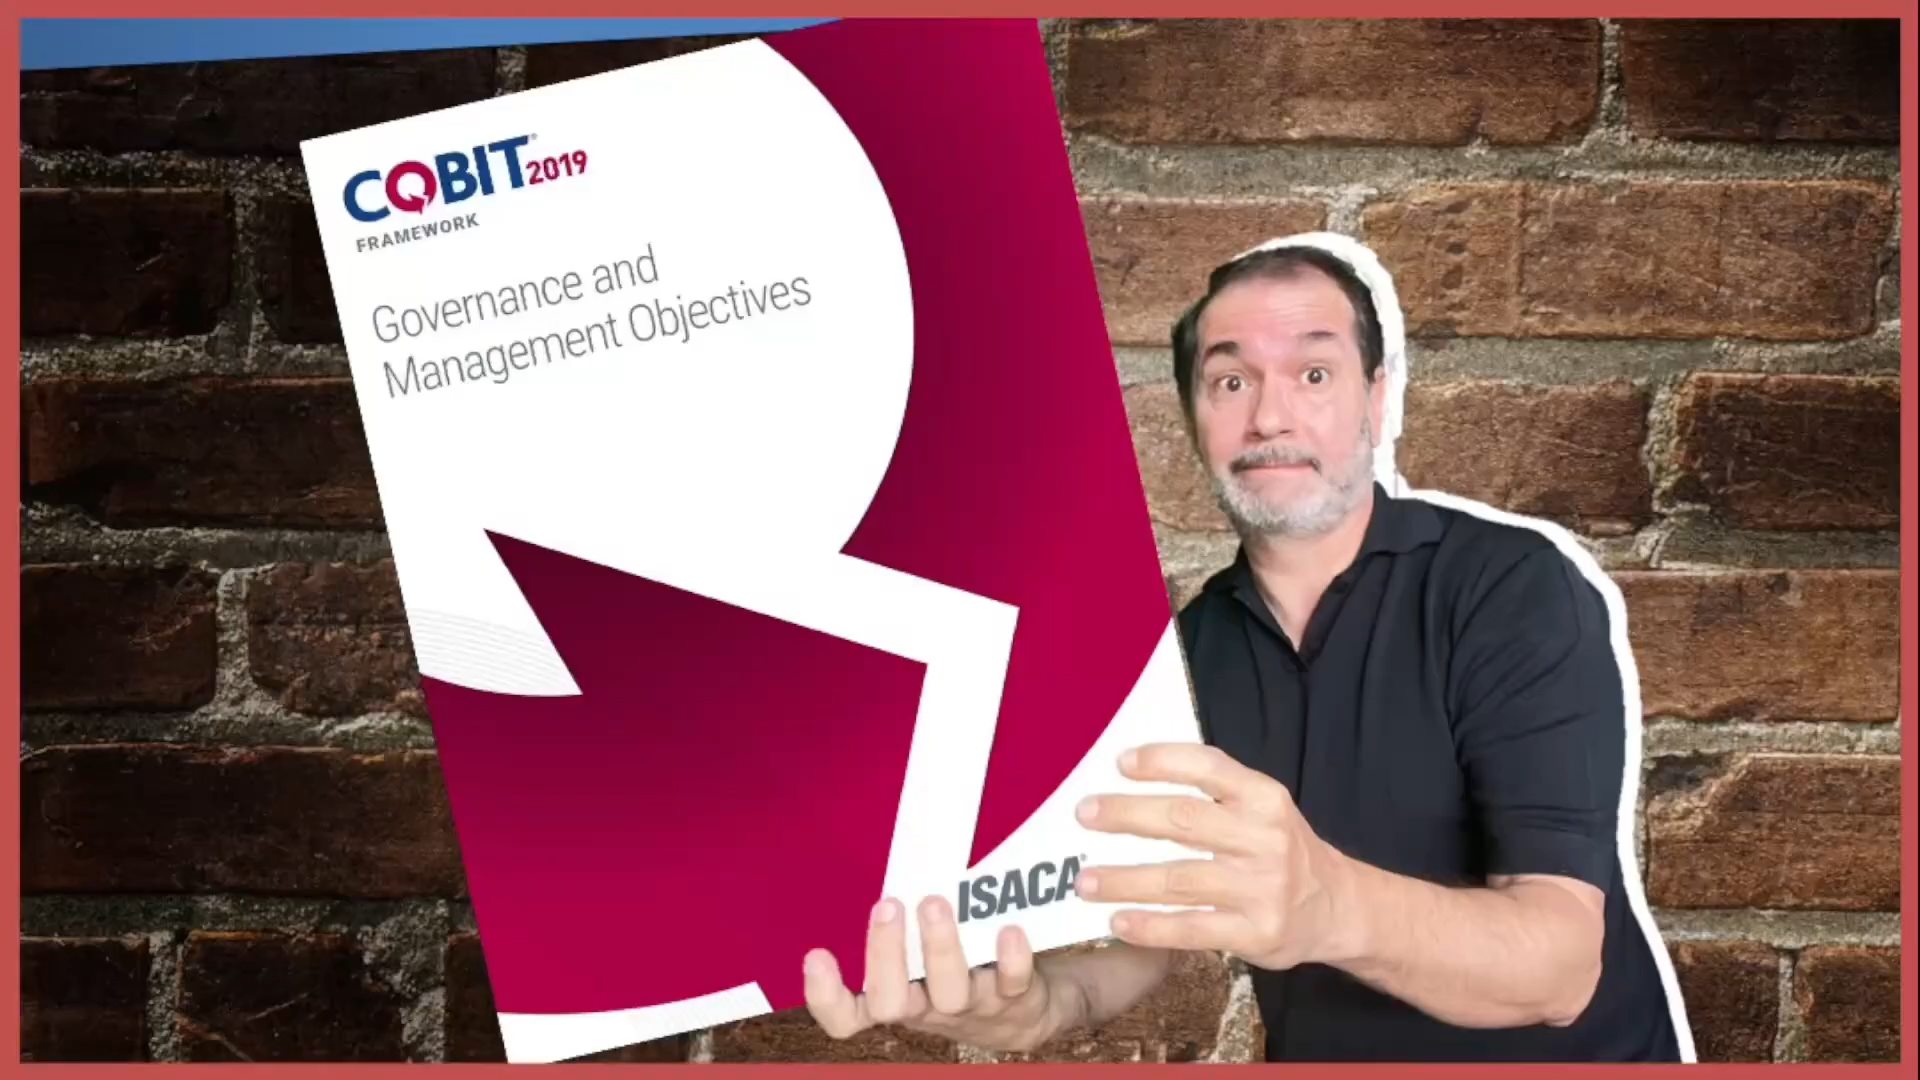 COBIT® 2019
FRAMEWORK
Governance and
Management Objectives
ISACA®